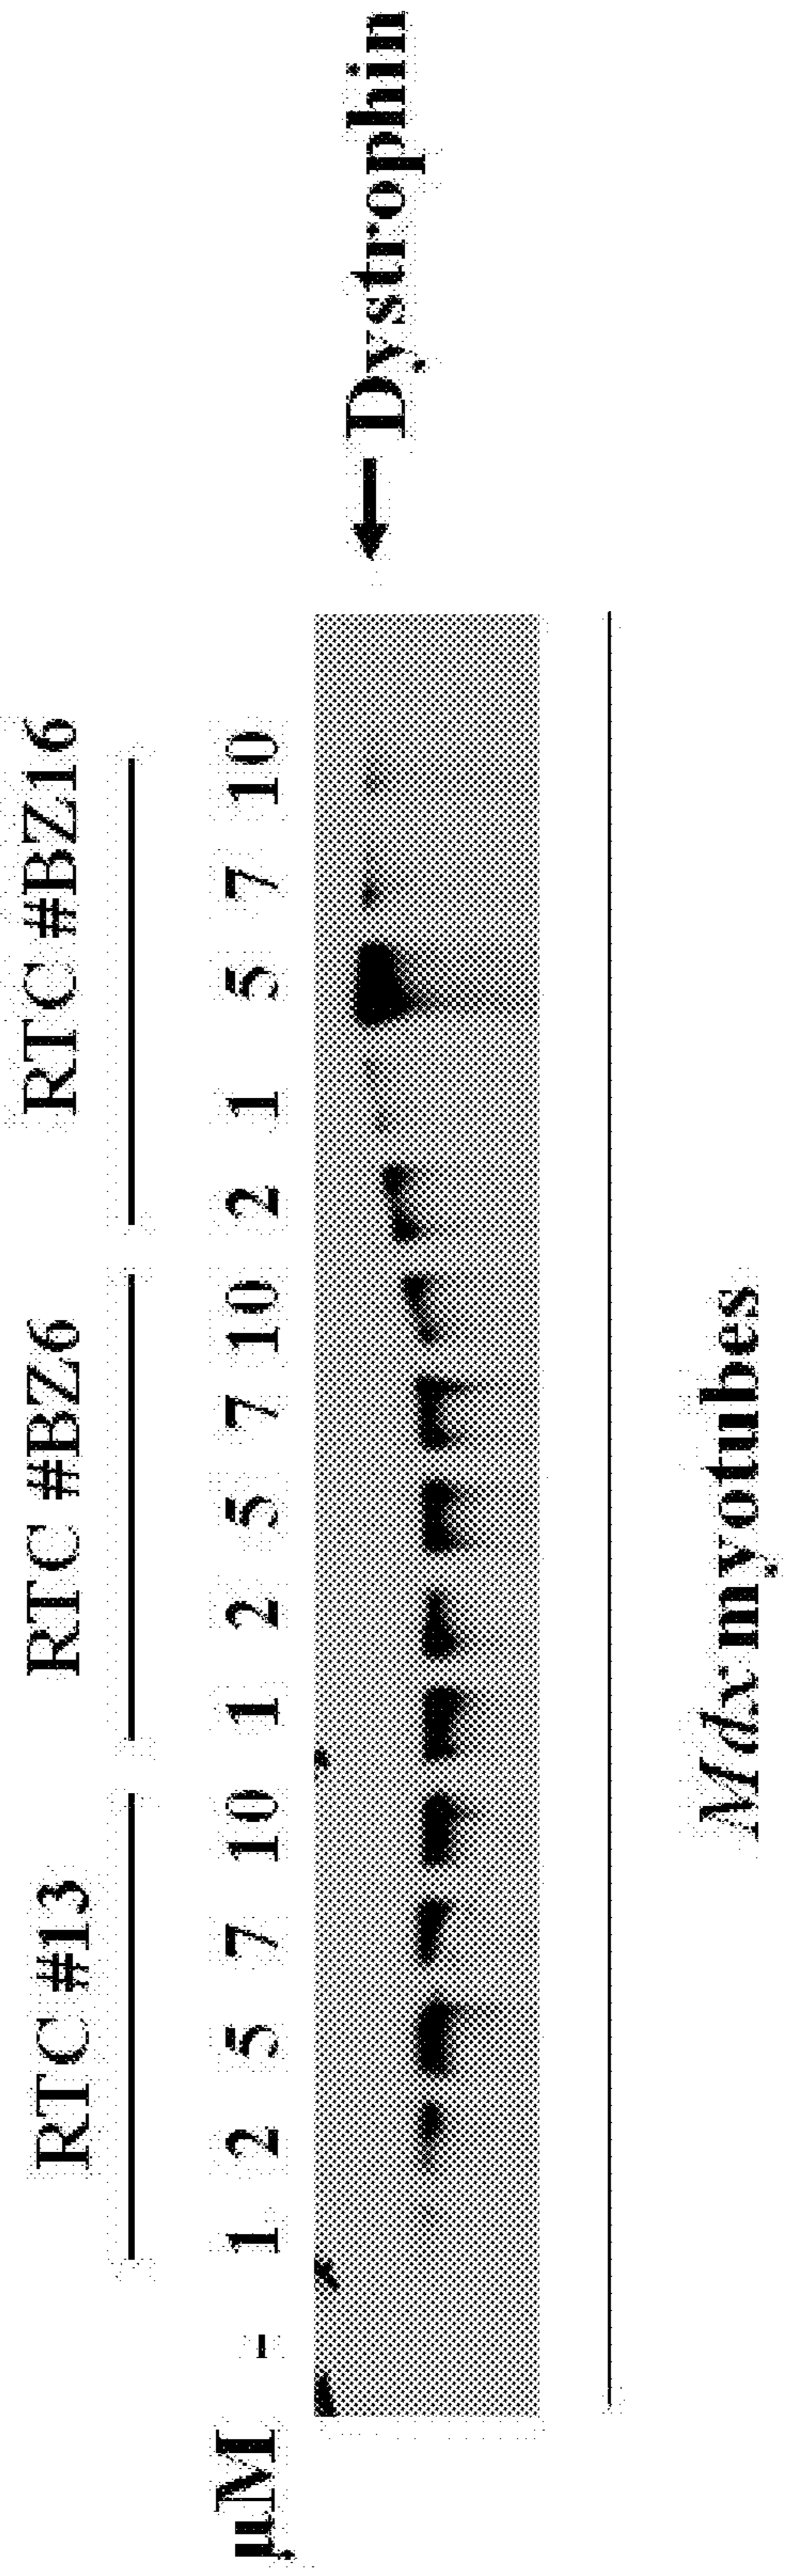 RTC #13 RTC #BZ6 RTC #BZ16
µM - 1 2 5 7 10 1 2 5 7 10 2 1 5 7 10
← Dystrophin
Mdx myotubes